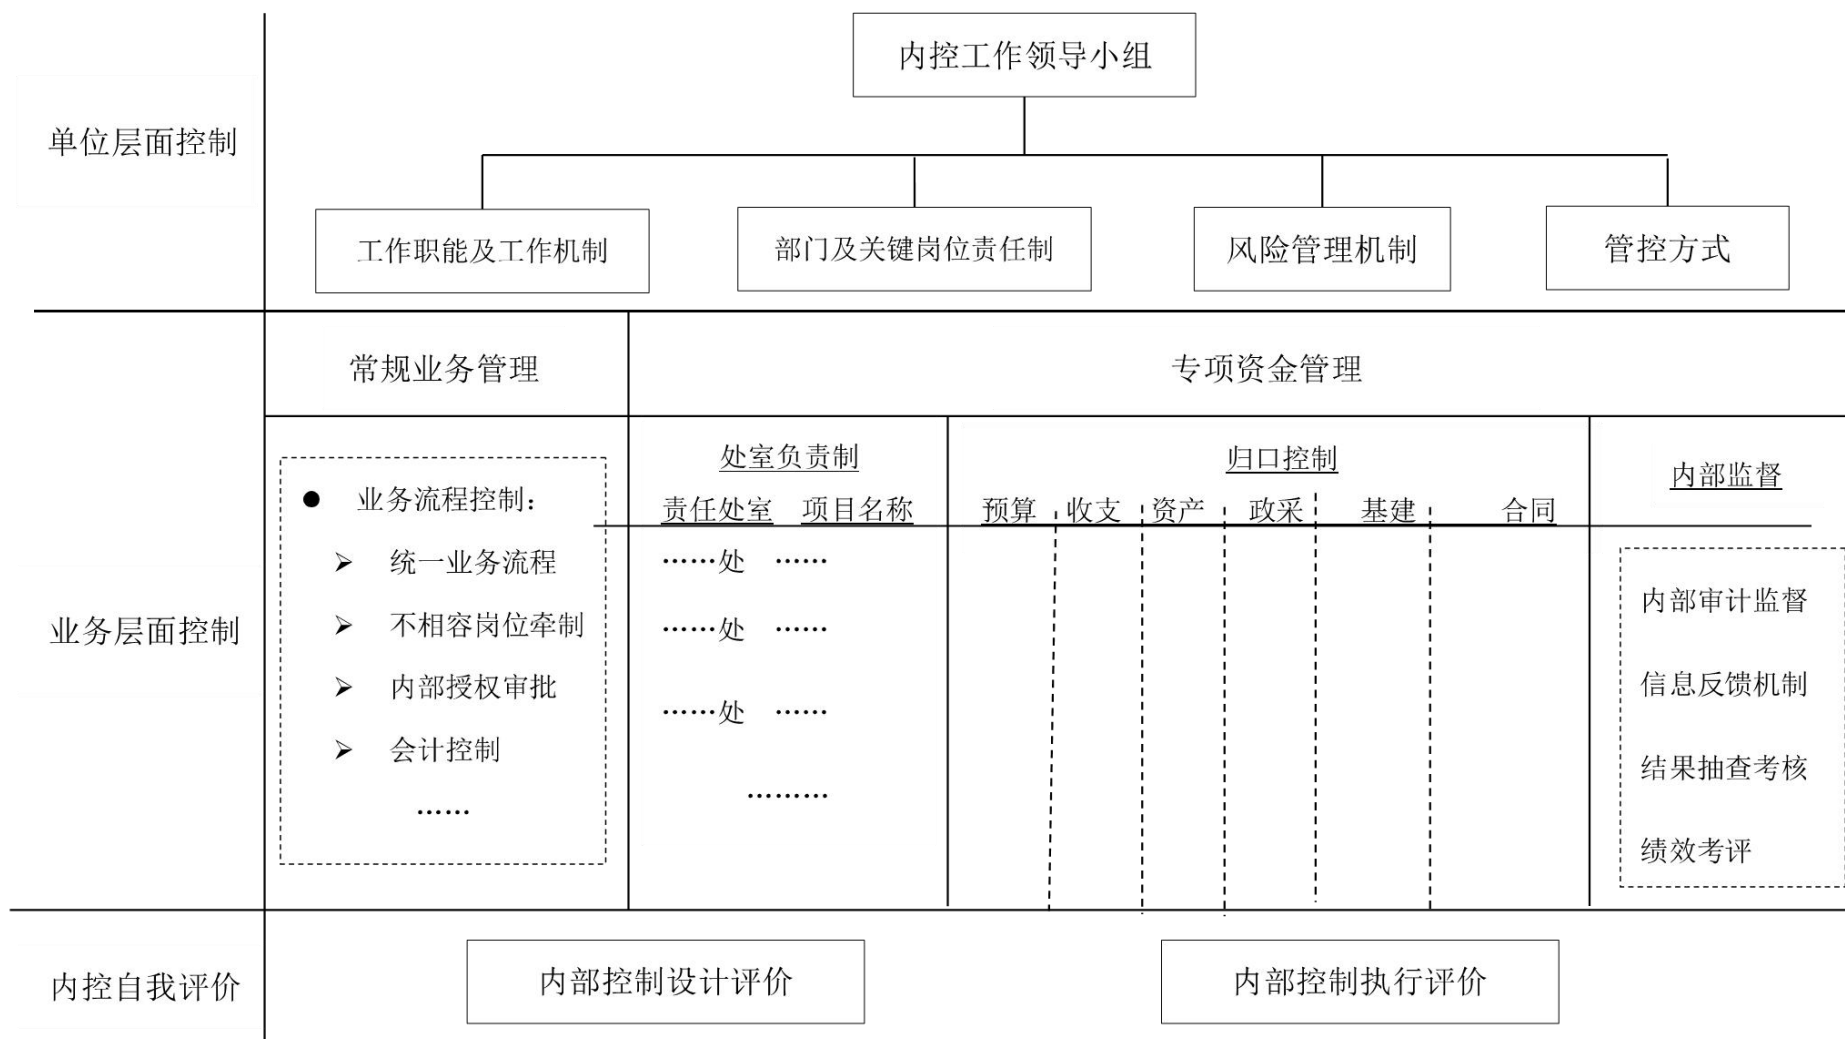 内控工作领导小组
单位层面控制
工作职能及工作机制
部门及关键岗位责任制
风险管理机制
管控方式
常规业务管理
专项资金管理
业务层面控制
● 业务流程控制：
➢ 统一业务流程
➢ 不相容岗位牵制
➢ 内部授权审批
➢ 会计控制
……
处室负责制
责任处室 项目名称
……处 ……
……处 ……
……处 ……
………
归口控制
预算 收支 资产 政采 基建 合同
内部监督
内部审计监督
信息反馈机制
结果抽查考核
绩效考评
内控自我评价
内部控制设计评价
内部控制执行评价